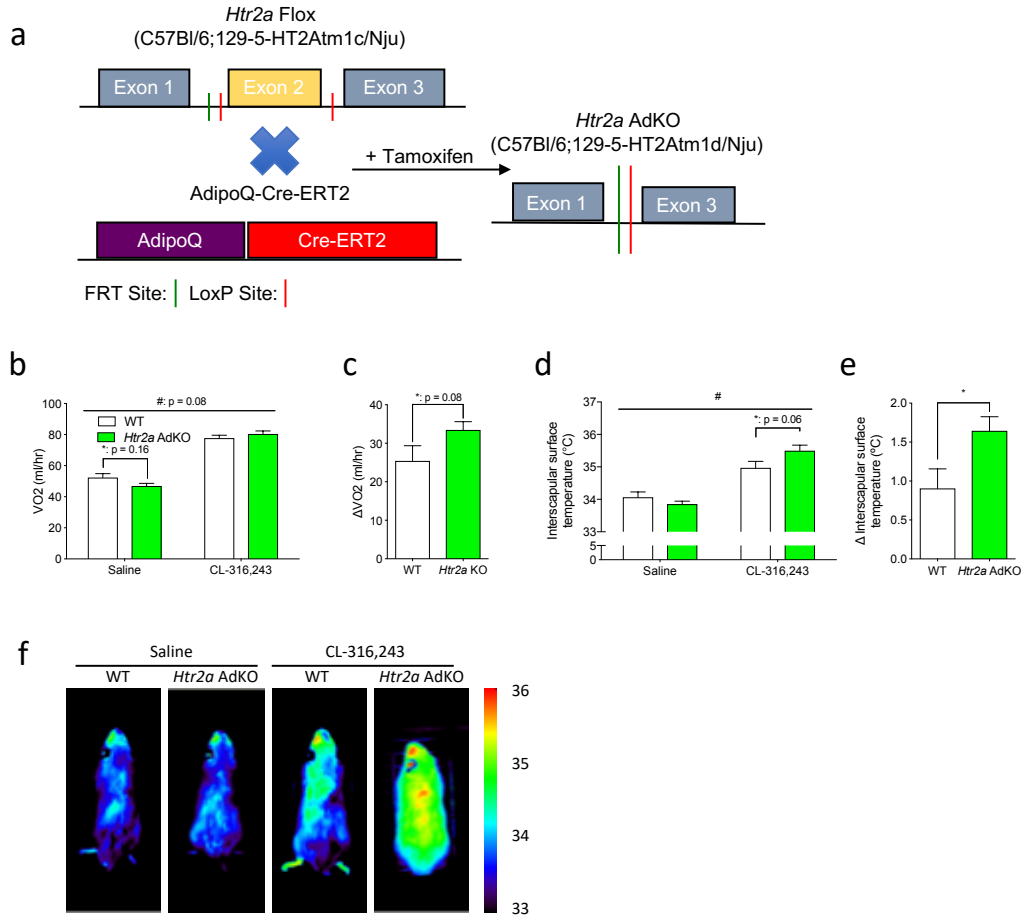 a
Htr2a Flox
(C57Bl/6;129-5-HT2Atm1c/Nju)
Exon 1
Exon 2
Exon 3
+ Tamoxifen
AdipoQ-Cre-ERT2
AdipoQ
Cre-ERT2
FRT Site:
LoxP Site:
Htr2a AdKO
(C57Bl/6;129-5-HT2Atm1d/Nju)
Exon 1
Exon 3
b
#: p = 0.08
WT
Htr2a AdKO
*: p = 0.16
VO2 (ml/hr)
100
80
60
40
20
0
Saline
CL-316,243
c
*: p = 0.08
ΔVO2 (ml/hr)
40
30
20
10
0
WT
Htr2a KO
d
#
*: p = 0.06
Interscapular surface
temperature (°C)
37
36
35
34
33
5
0
Saline
CL-316,243
e
*
Δ Interscapular surface
temperature (°C)
2.0
1.5
1.0
0.5
0.0
WT
Htr2a AdKO
f
Saline
CL-316,243
WT
Htr2a AdKO
WT
Htr2a AdKO
36
35
34
33